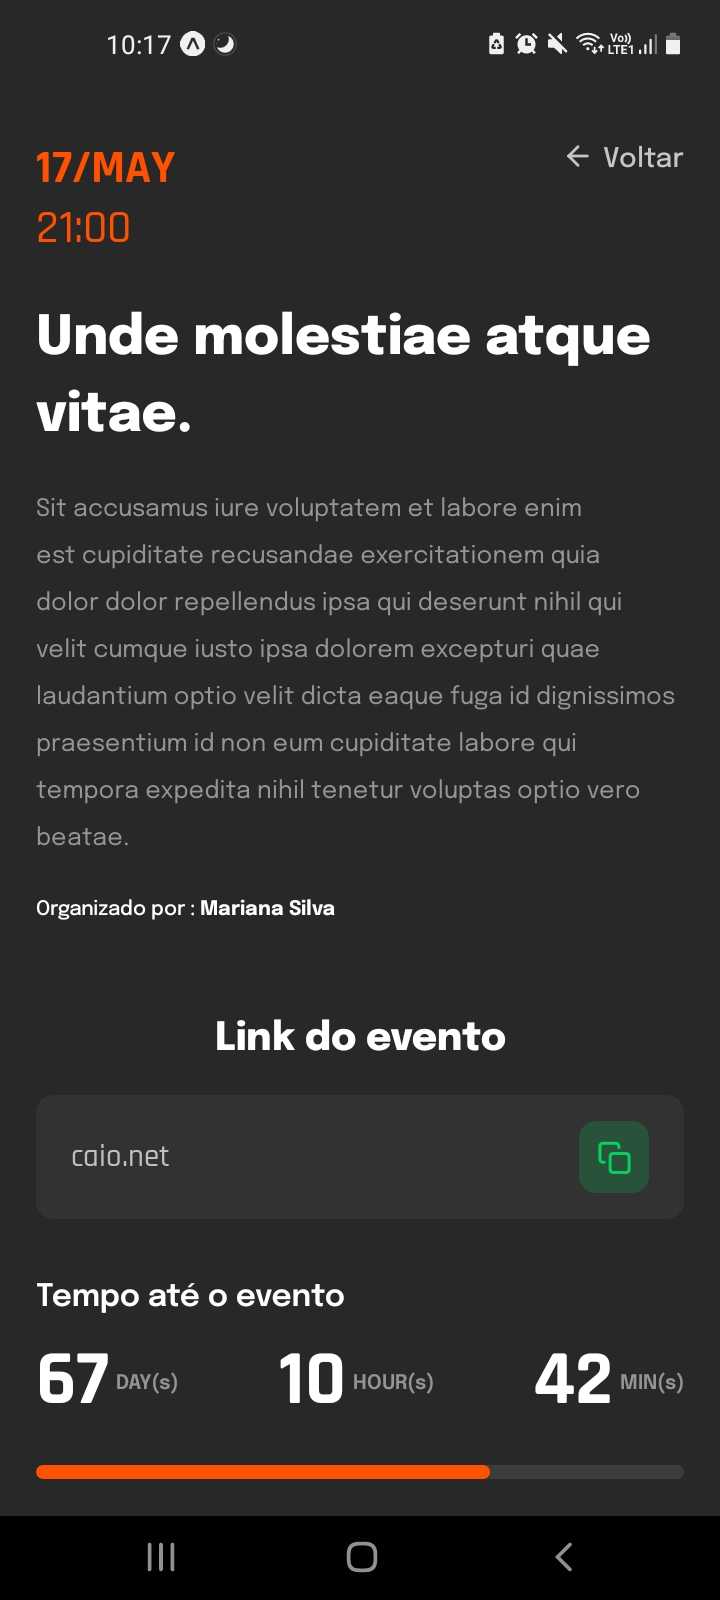 10:17
Vo))
LTE1
17/MAY
← Voltar
21:00
Unde molestiae atque
vitae.
Sit accusamus iure voluptatem et labore enim
est cupiditate recusandae exercitationem quia
dolor dolor repellendus ipsa qui deserunt nihil qui
velit cumque iusto ipsa dolorem excepturi quae
laudantium optio velit dicta eaque fuga id dignissimos
praesentium id non eum cupiditate labore qui
tempora expedita nihil tenetur voluptas optio vero
beatae.
Organizado por : Mariana Silva
Link do evento
caio.net
Tempo até o evento
67 DAY(s) 10 HOUR(s) 42 MIN(s)